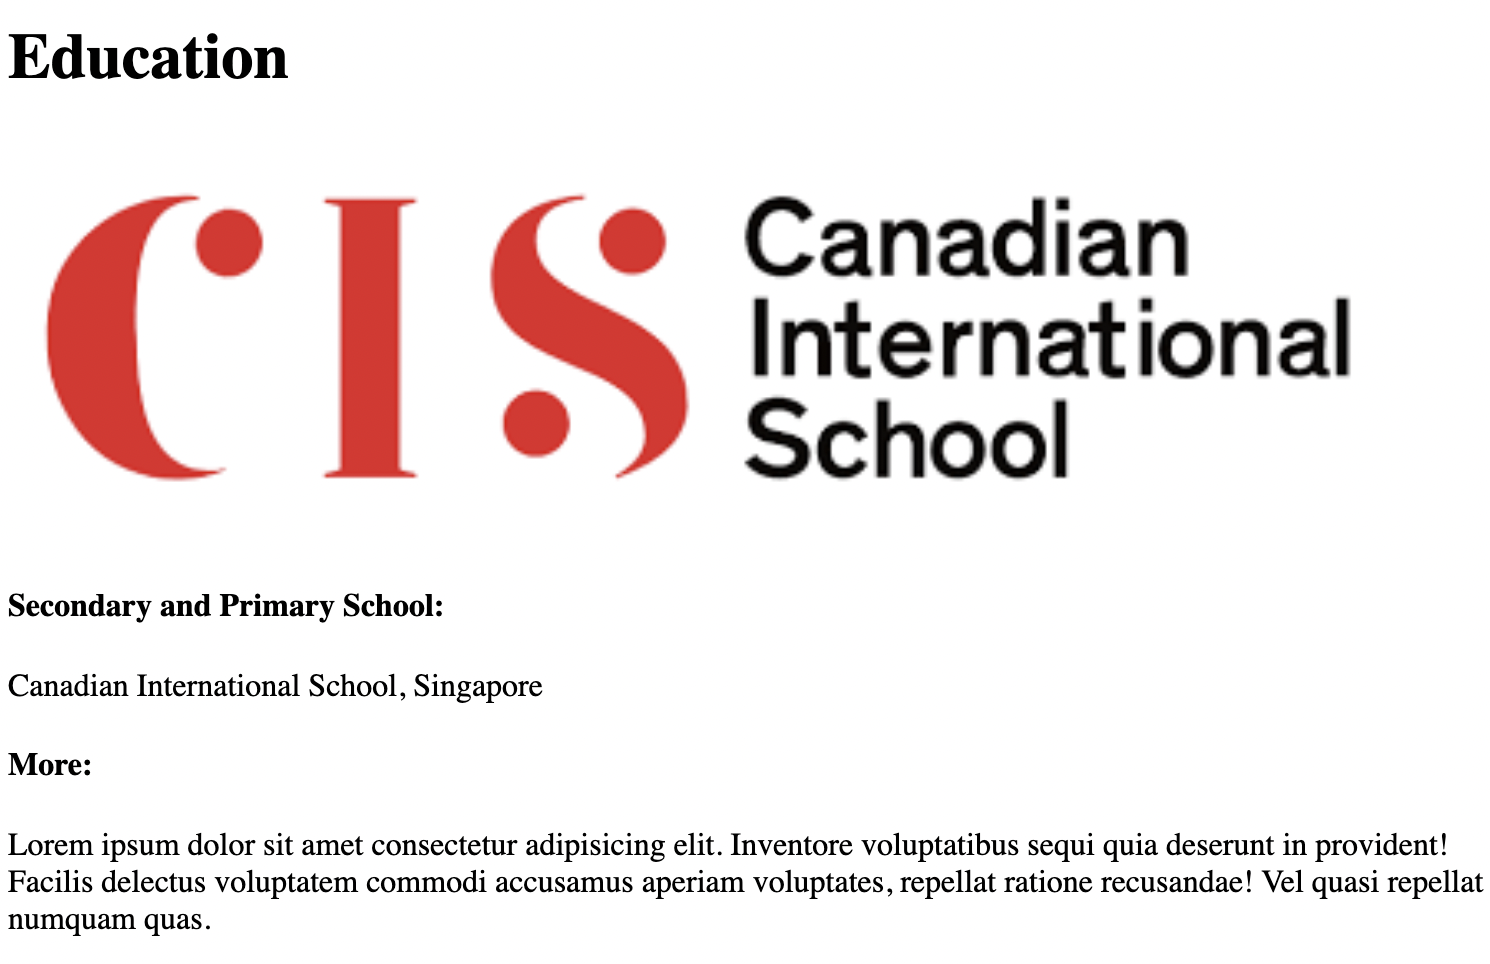 Education
CIS
Canadian
International
School
Secondary and Primary School:
Canadian International School, Singapore
More:
Lorem ipsum dolor sit amet consectetur adipisicing elit. Inventore voluptatibus sequi quia deserunt in provident!
Facilis delectus voluptatem commodi accusamus aperiam voluptates, repellat ratione recusandae! Vel quasi repellat
numquam quas.